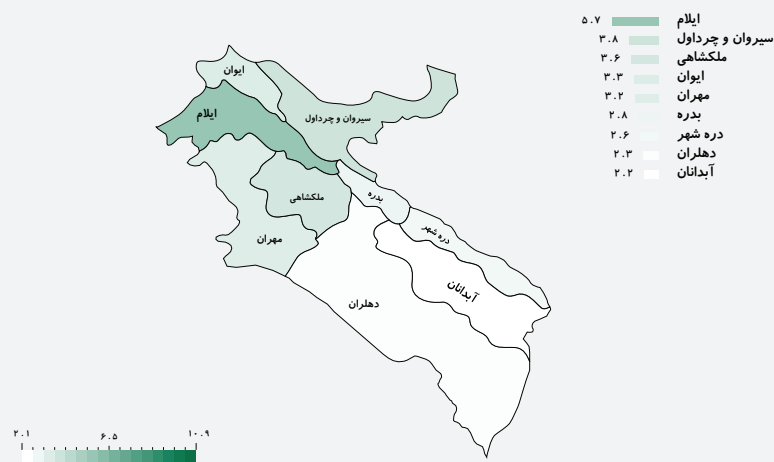 ایلام ۵.۷
سیروان و چرداول ۳.۸
ملکشاهی ۳.۶
ایوان ۳.۳
مهران ۳.۲
بدره ۲.۸
دره شهر ۲.۶
دهلران ۲.۳
آبدانان ۲.۲
ایوان
ایلام
سیروان و چرداول
ملکشاهی
بدره
مهران
دره شهر
آبدانان
دهلران
۲.۱ ۶.۵ ۱۰.۹